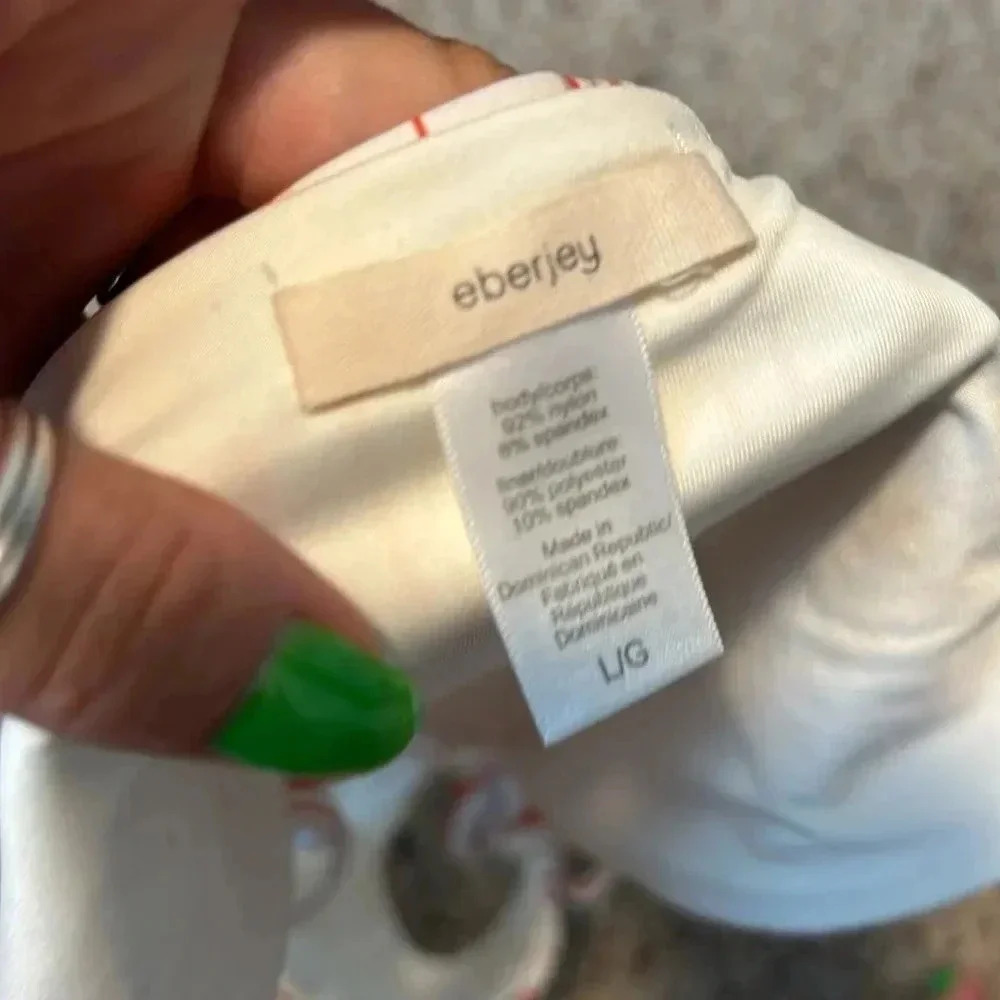 eberjey
body/corps:
92% nylon
8% spandex
liner/doublure
90% polyester
10% spandex
Made in
Dominican Republic/
Fabriqué en
République
Dominicaine
L/G